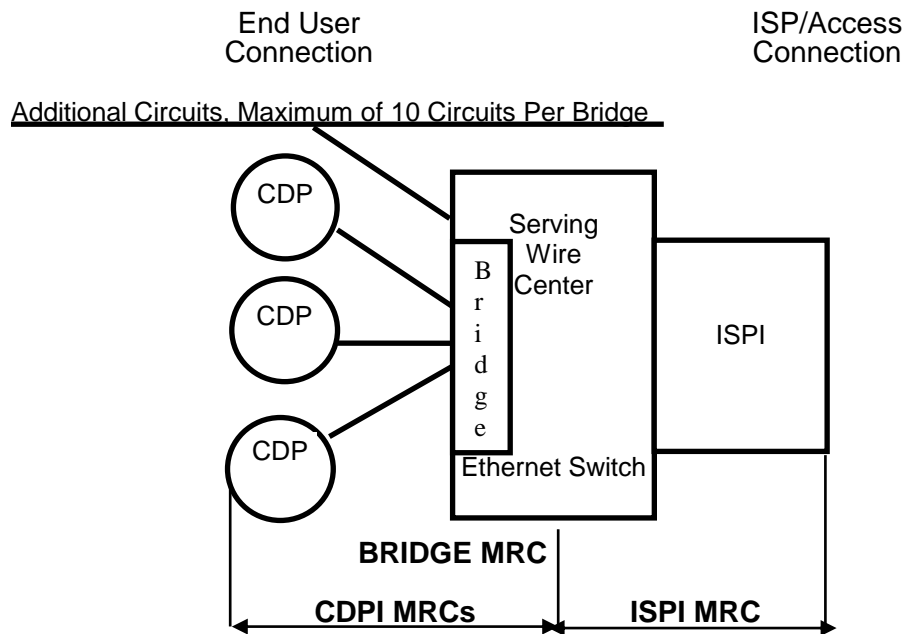 End User
Connection
ISP/Access
Connection
Additional Circuits, Maximum of 10 Circuits Per Bridge
CDP
CDP
CDP
Bridge
Serving
Wire
Center
Ethernet Switch
ISPI
BRIDGE MRC
CDPI MRCs
ISPI MRC